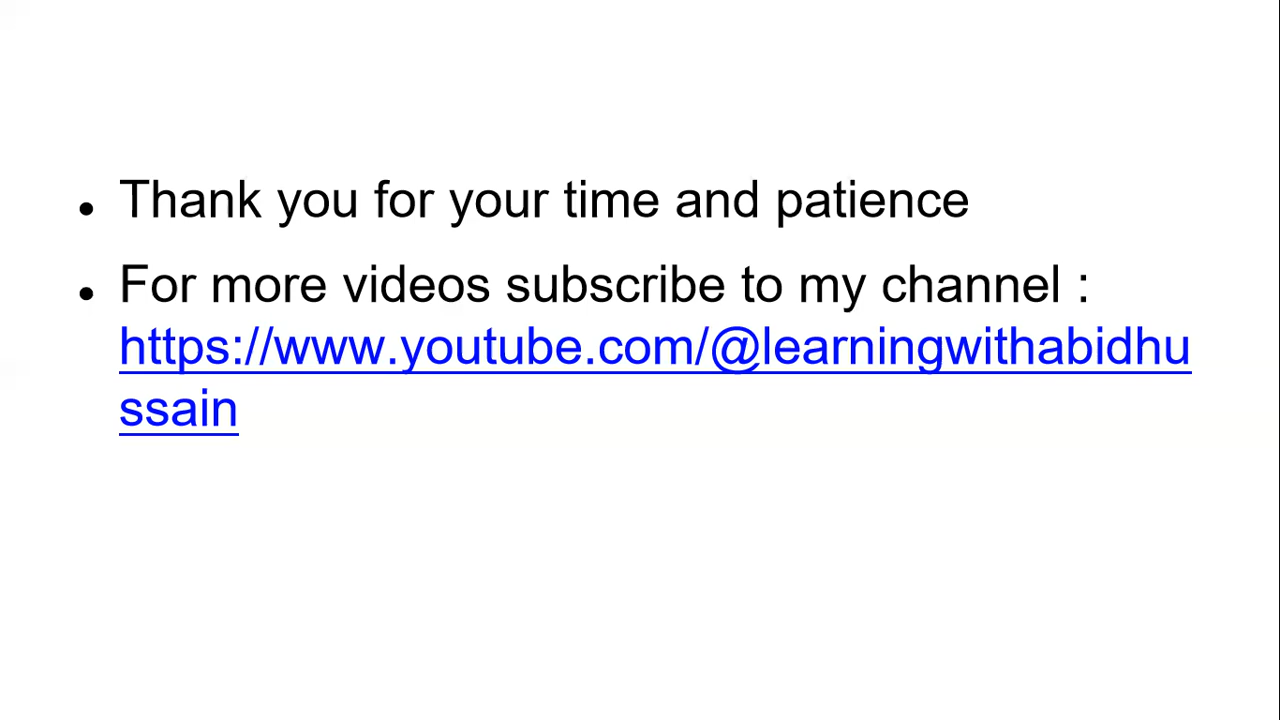 • Thank you for your time and patience
• For more videos subscribe to my channel :
https://www.youtube.com/@learningwithabidhu
ssain